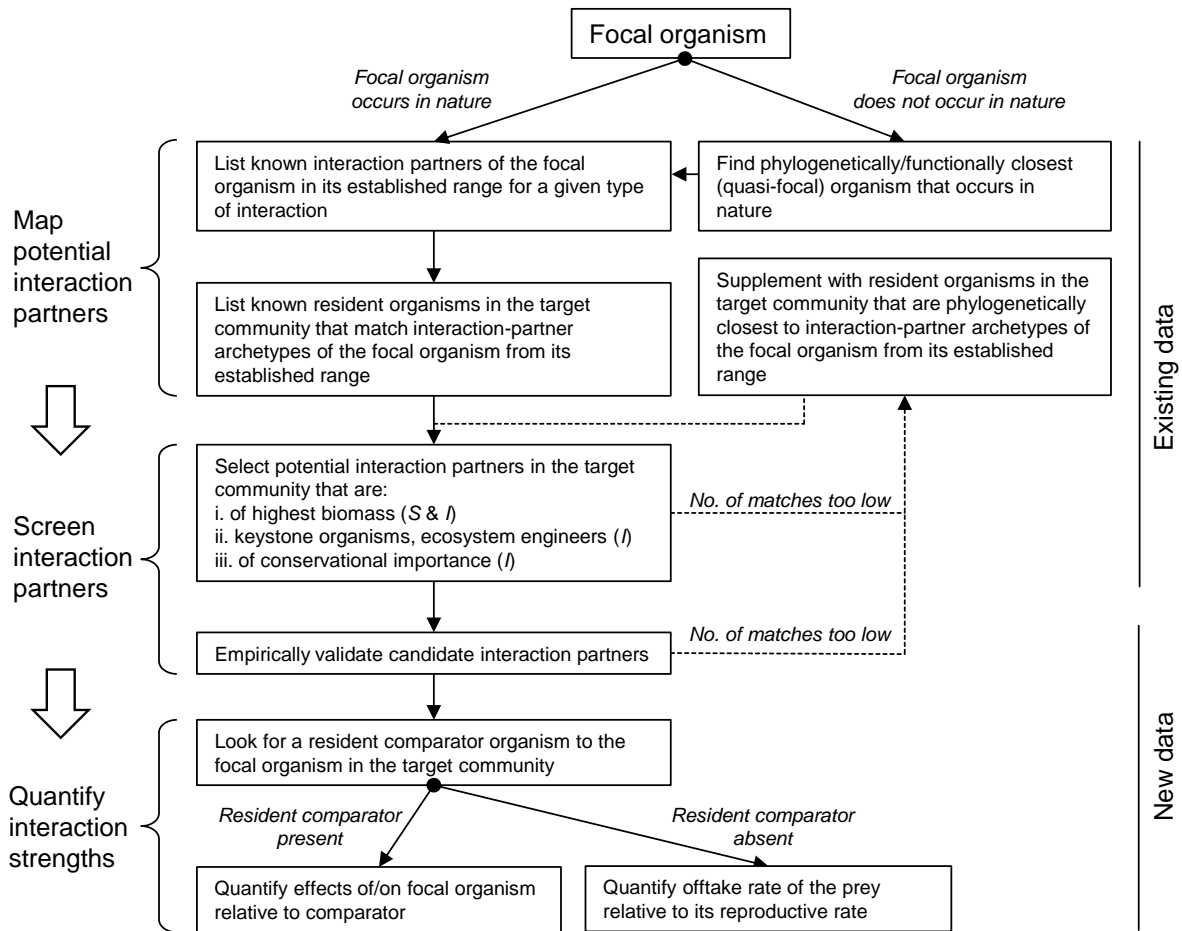 Focal organism
Focal organism
occurs in nature
Focal organism
does not occur in nature
Map
potential
interaction
partners
List known interaction partners of the focal
organism in its established range for a given
type of interaction
Find phylogenetically/functionally closest
(quasi-focal) organism that occurs in
nature
List known resident organisms in the target
community that match interaction-partner
archetypes of the focal organism from its
established range
Supplement with resident organisms in the
target community that are phylogenetically
closest to interaction-partner archetypes of
the focal organism from its established
range
Existing data
Screen
interaction
partners
Select potential interaction partners in the target
community that are:
i. of highest biomass (S & I)
ii. keystone organisms, ecosystem engineers (I)
iii. of conservational importance (I)
No. of matches too low
Empirically validate candidate interaction partners
No. of matches too low
Quantify
interaction
strengths
Look for a resident comparator organism to the
focal organism in the target community
Resident comparator
present
Resident comparator
absent
Quantify effects of/on focal organism
relative to comparator
Quantify offtake rate of the prey
relative to its reproductive rate
New data